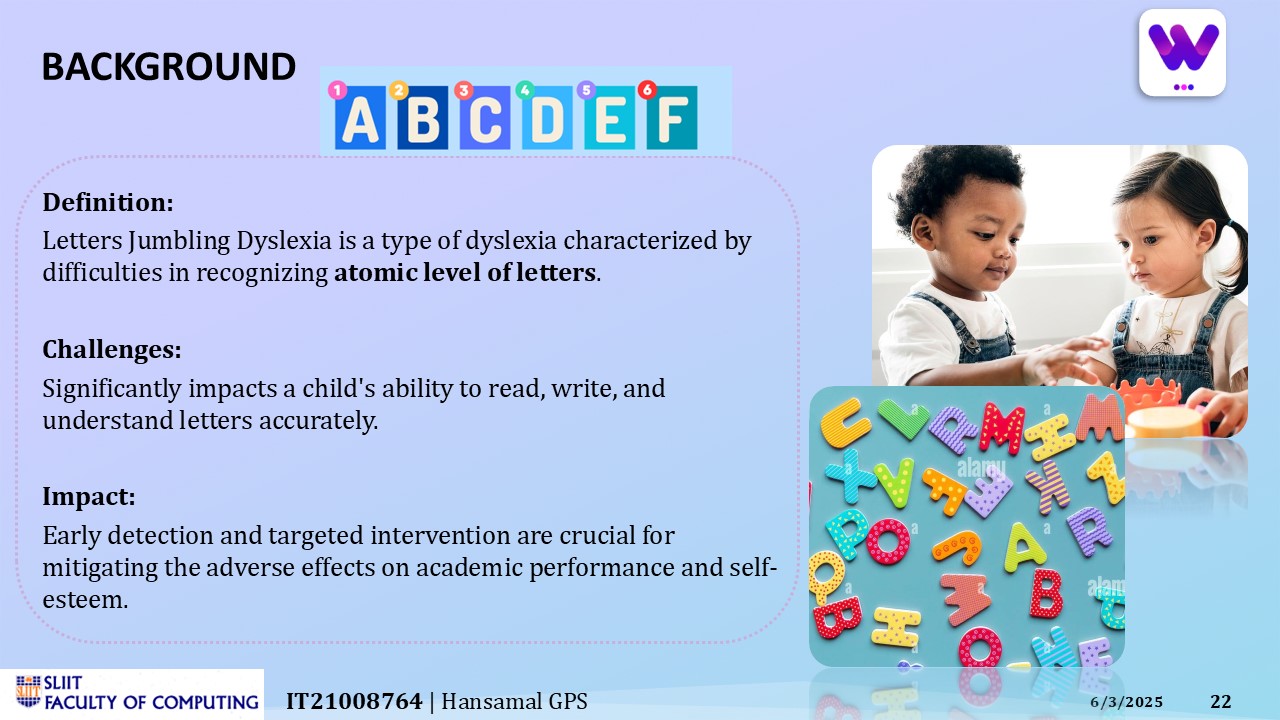 BACKGROUND
1 2 3 4 5 6
A B C D E F
Definition:
Letters Jumbling Dyslexia is a type of dyslexia characterized by
difficulties in recognizing atomic level of letters.
Challenges:
Significantly impacts a child's ability to read, write, and
understand letters accurately.
Impact:
Early detection and targeted intervention are crucial for
mitigating the adverse effects on academic performance and self-
esteem.
W
a a
alamy
a a
a alamy
SLIIT
SLIIT
FACULTY OF COMPUTING
IT21008764 | Hansamal GPS
6/3/2025
22